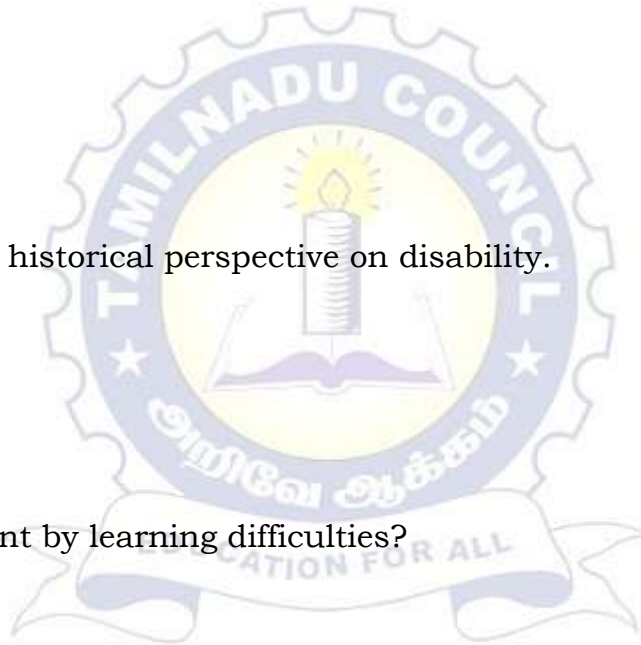 TAMILNADU COUNCIL
historical perspective on disability.
அறிவே ஆக்கம்
nt by learning difficulties?
EDUCATION FOR ALL